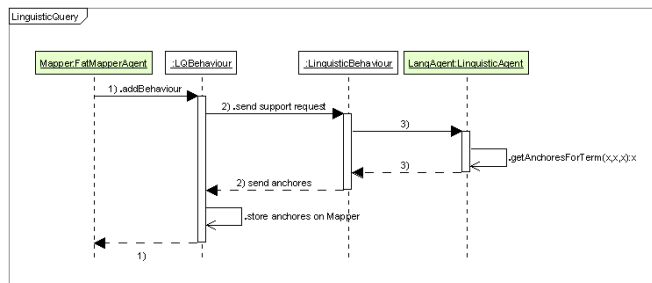 LinguisticQuery
Mapper:FatMapperAgent
:LQBehaviour
:LinguisticBehaviour
LangAgent:LinguisticAgent
1) .addBehaviour
2) .send support request
3)
.getAnchoresForTerm(x,x,x):x
3)
2) send anchores
.store anchores on Mapper
1)